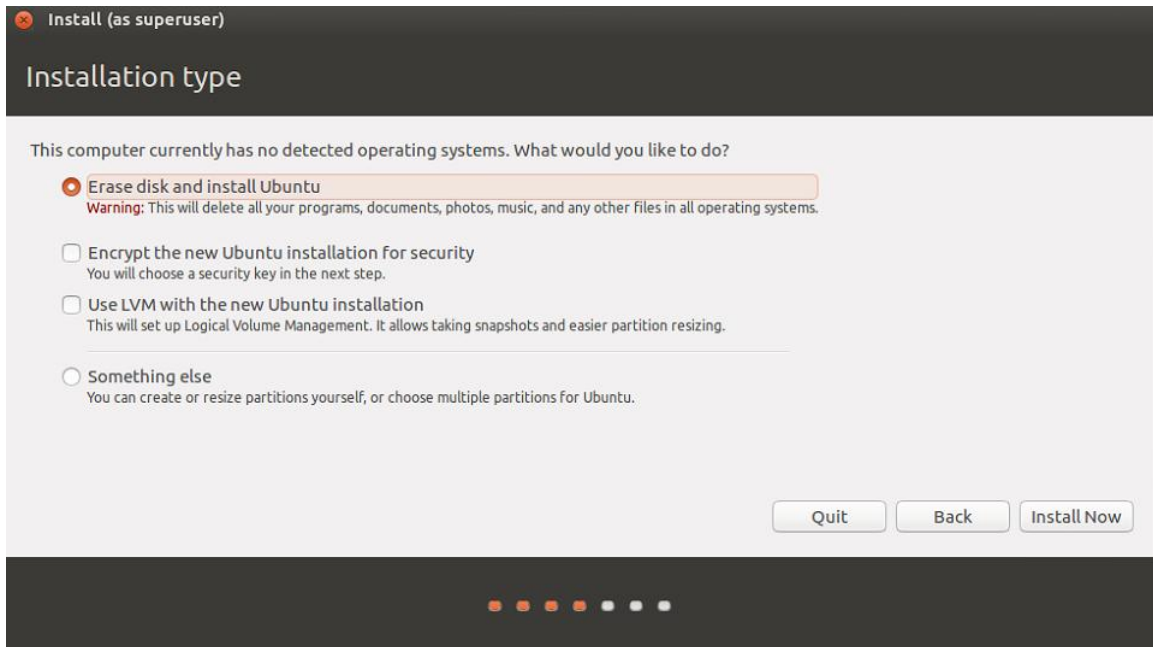 Install (as superuser)
Installation type
This computer currently has no detected operating systems. What would you like to do?
Erase disk and install Ubuntu
Warning: This will delete all your programs, documents, photos, music, and any other files in all operating systems.
Encrypt the new Ubuntu installation for security
You will choose a security key in the next step.
Use LVM with the new Ubuntu installation
This will set up Logical Volume Management. It allows taking snapshots and easier partition resizing.
Something else
You can create or resize partitions yourself, or choose multiple partitions for Ubuntu.
Quit Back Install Now